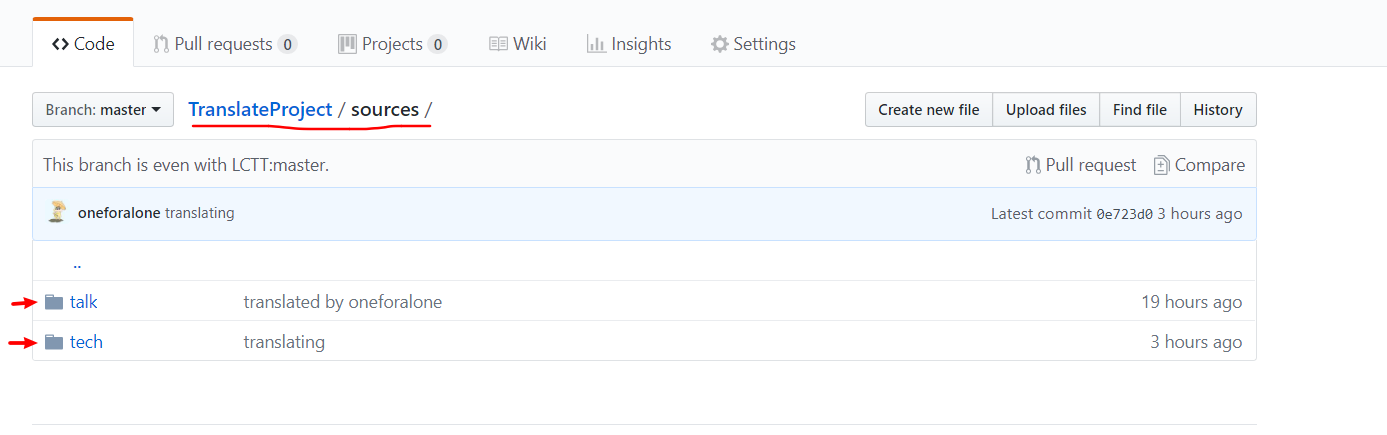 Code Pull requests 0 Projects 0 Wiki Insights Settings
Branch: master TranslateProject / sources / Create new file Upload files Find file History
This branch is even with LCTT:master. Pull request Compare
oneforalone translating Latest commit 0e723d0 3 hours ago
..
talk translated by oneforalone 19 hours ago
tech translating 3 hours ago